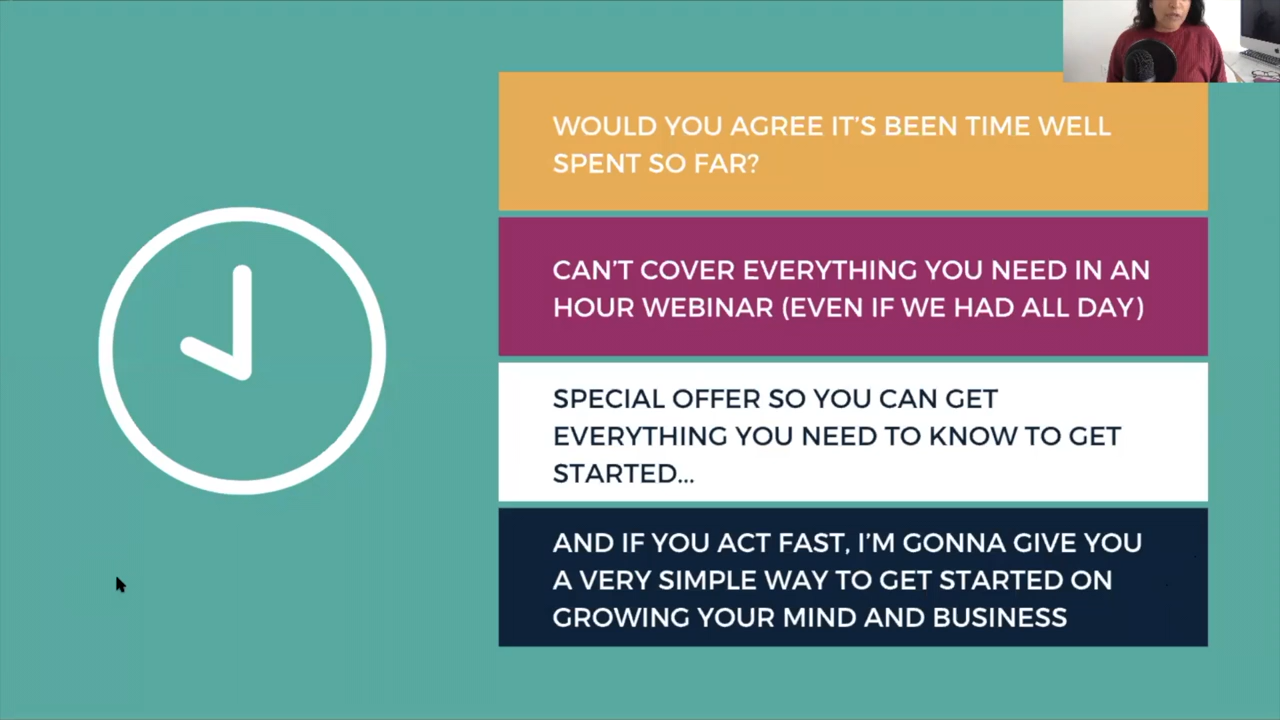 WOULD YOU AGREE IT'S BEEN TIME WELL
SPENT SO FAR?
CAN'T COVER EVERYTHING YOU NEED IN AN
HOUR WEBINAR (EVEN IF WE HAD ALL DAY)
SPECIAL OFFER SO YOU CAN GET
EVERYTHING YOU NEED TO KNOW TO GET
STARTED...
AND IF YOU ACT FAST, I'M GONNA GIVE YOU
A VERY SIMPLE WAY TO GET STARTED ON
GROWING YOUR MIND AND BUSINESS